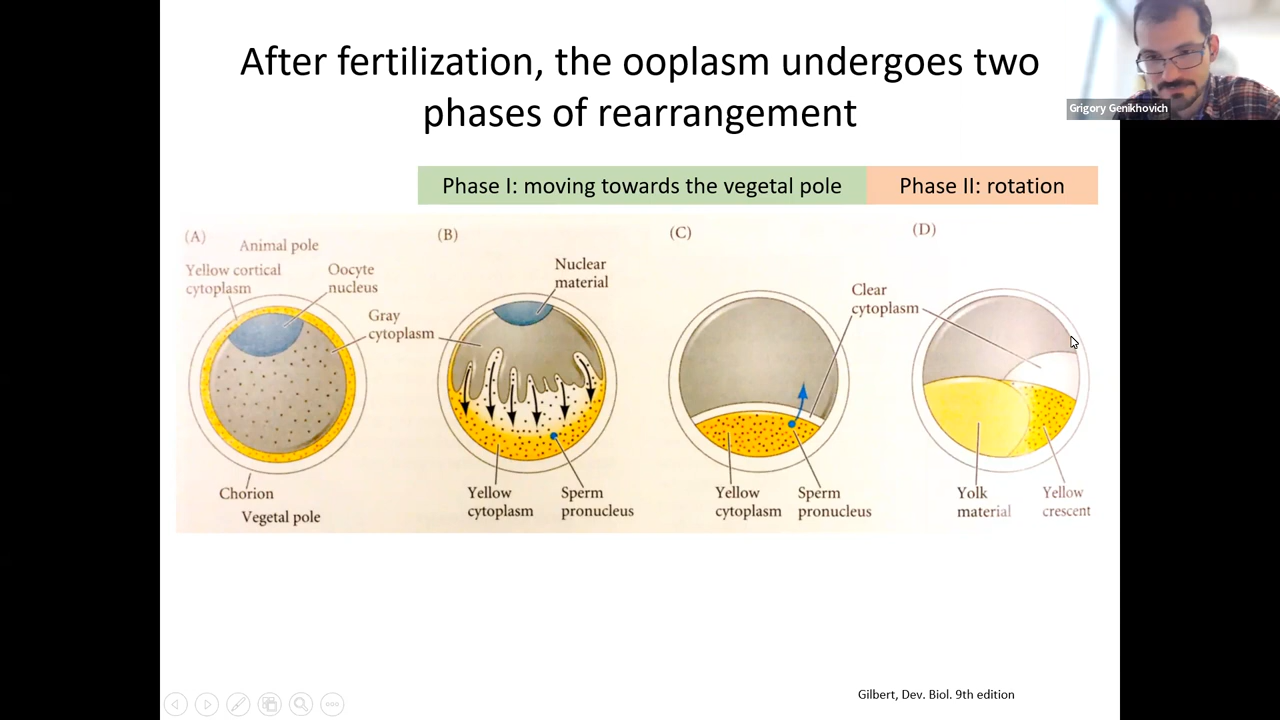 After fertilization, the ooplasm undergoes two
phases of rearrangement
Grigory Genikhovich
Phase I: moving towards the vegetal pole
Phase II: rotation
(A)
Animal pole
Yellow cortical
cytoplasm
Oocyte
nucleus
Gray
cytoplasm
Chorion
Vegetal pole
(B)
Nuclear
material
Yellow
cytoplasm
Sperm
pronucleus
(C)
Clear
cytoplasm
Yellow
cytoplasm
Sperm
pronucleus
(D)
Yolk
material
Yellow
crescent
Gilbert, Dev. Biol. 9th edition